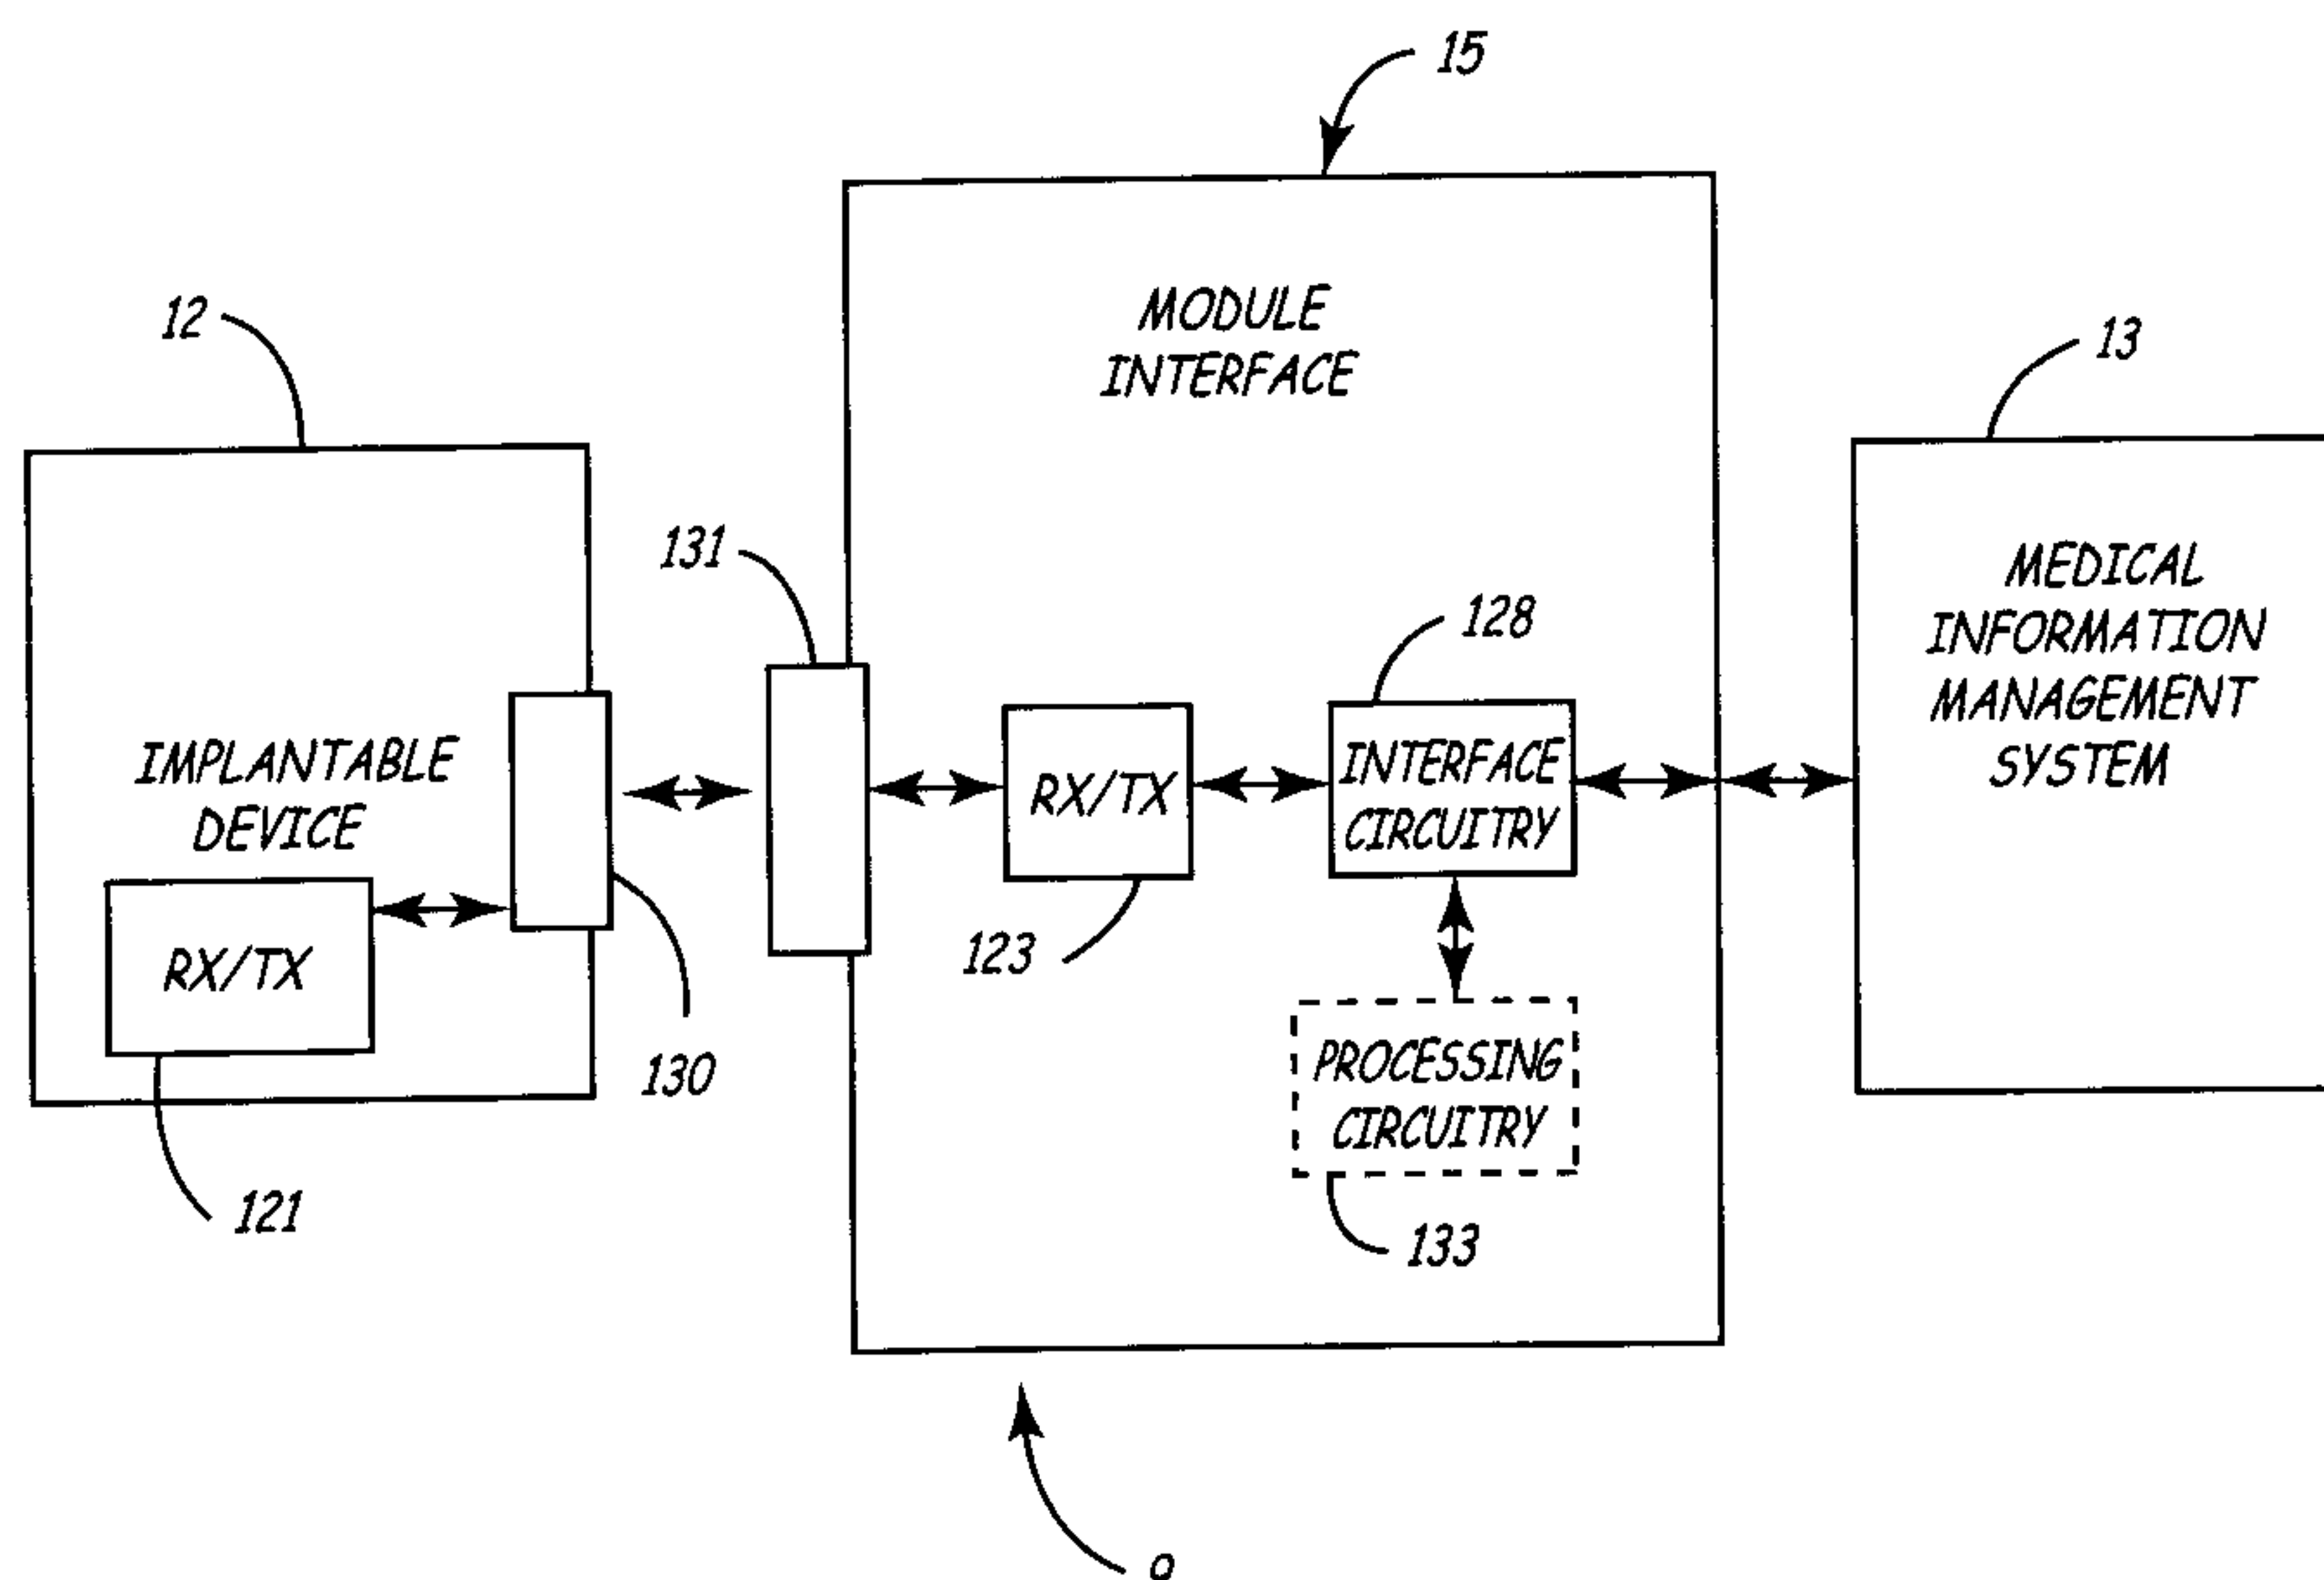 15
12
MODULE
INTERFACE
13
131
128
MEDICAL
INFORMATION
MANAGEMENT
SYSTEM
IMPLANTABLE
DEVICE
RX/TX
INTERFACE
CIRCUITRY
RX/TX
123
130
PROCESSING
CIRCUITRY
121
133